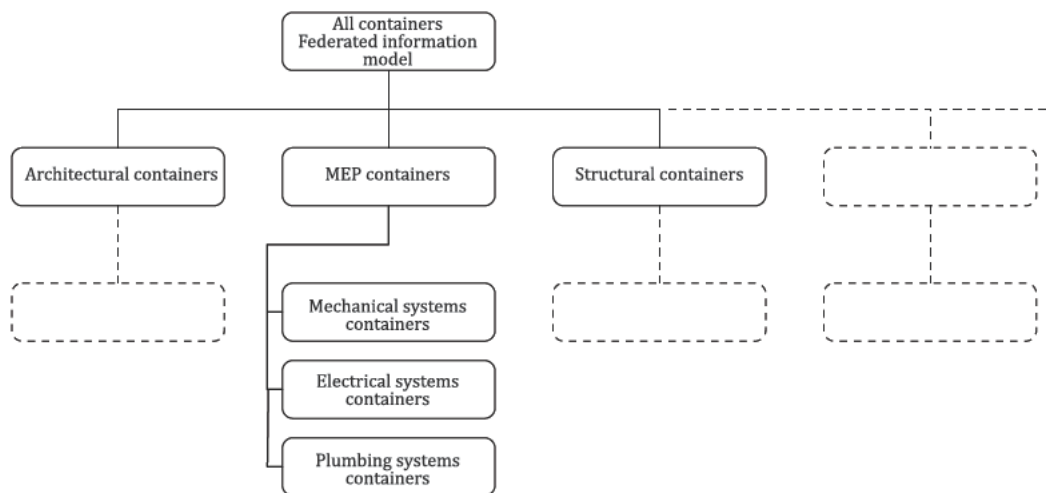 All containers
Federated information
model
Architectural containers
MEP containers
Structural containers
Mechanical systems
containers
Electrical systems
containers
Plumbing systems
containers